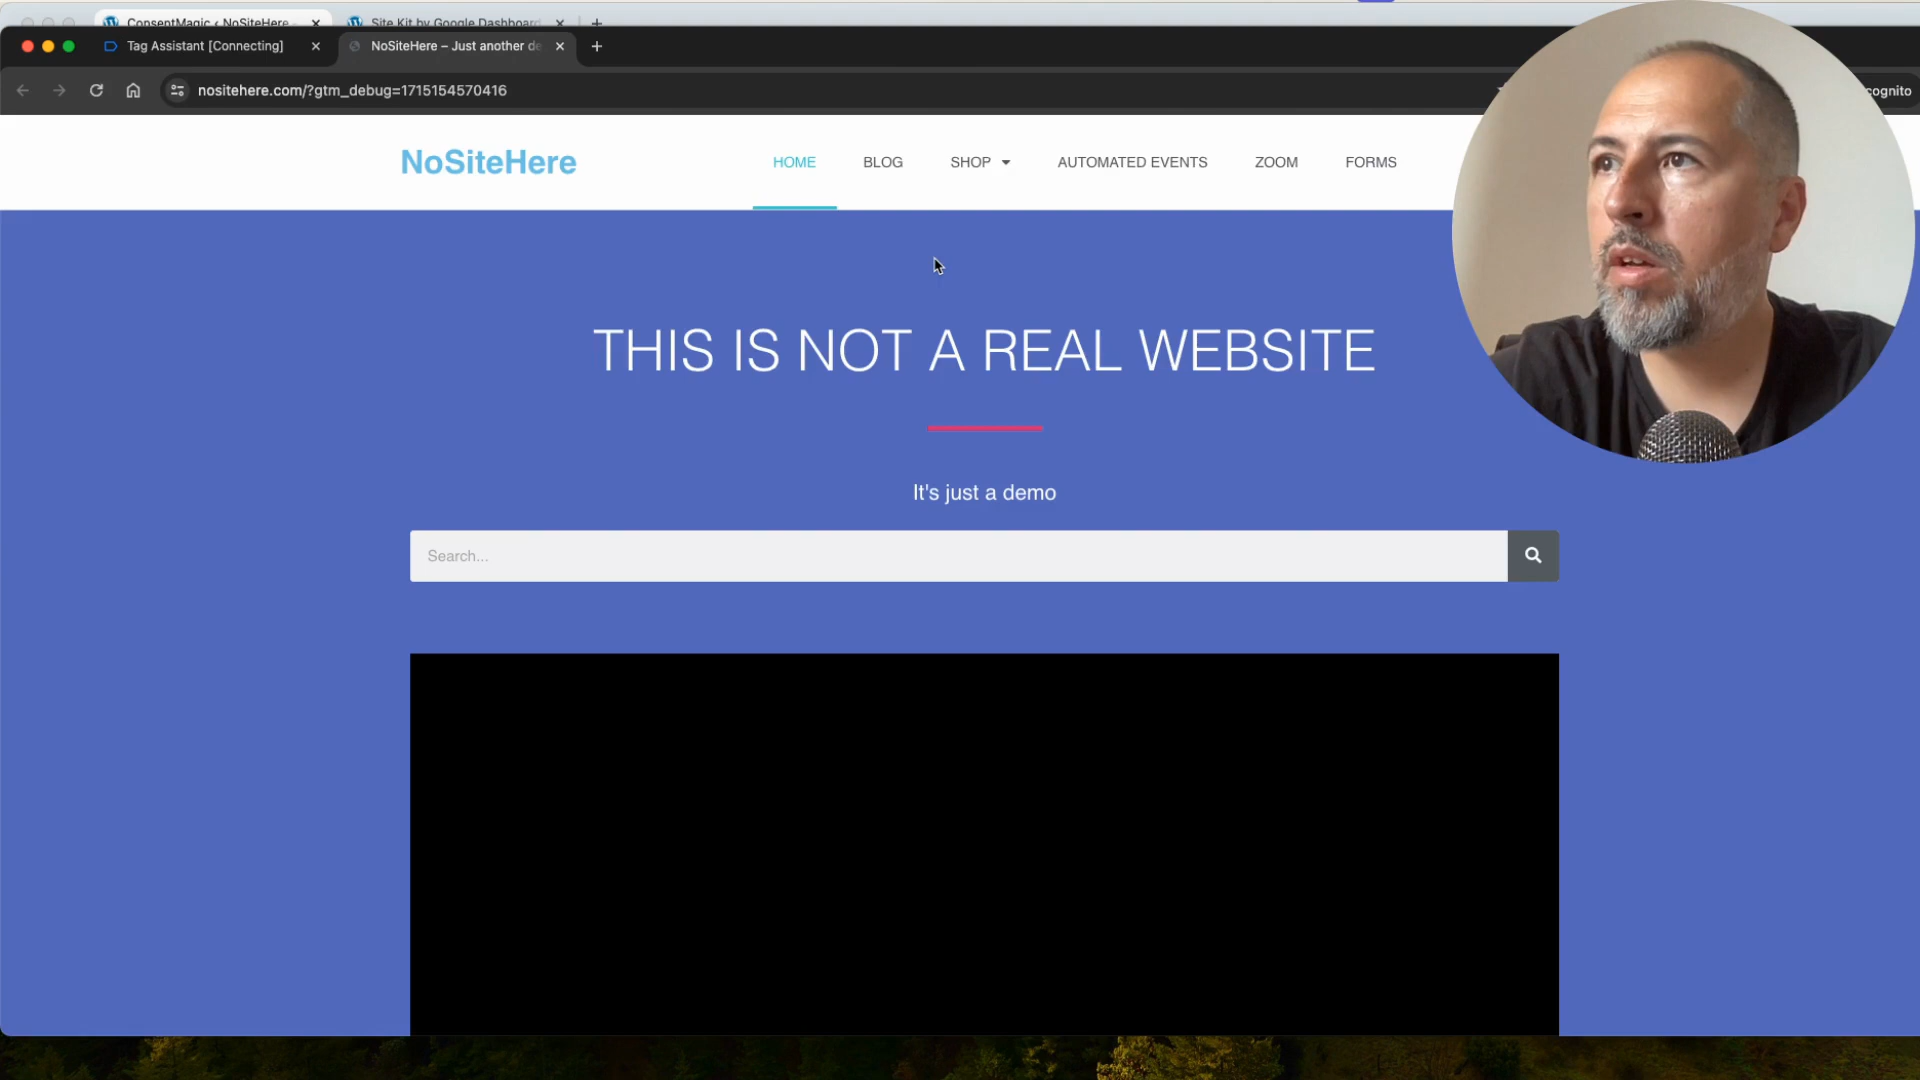 ConsentMagic ‹ NoSiteHere
Site Kit by Google Dashboard
Tag Assistant [Connecting]
NoSiteHere – Just another de
nositehere.com/?gtm_debug=1715154570416
cognito
NoSiteHere
HOME
BLOG
SHOP
AUTOMATED EVENTS
ZOOM
FORMS
THIS IS NOT A REAL WEBSITE
It's just a demo
Search...